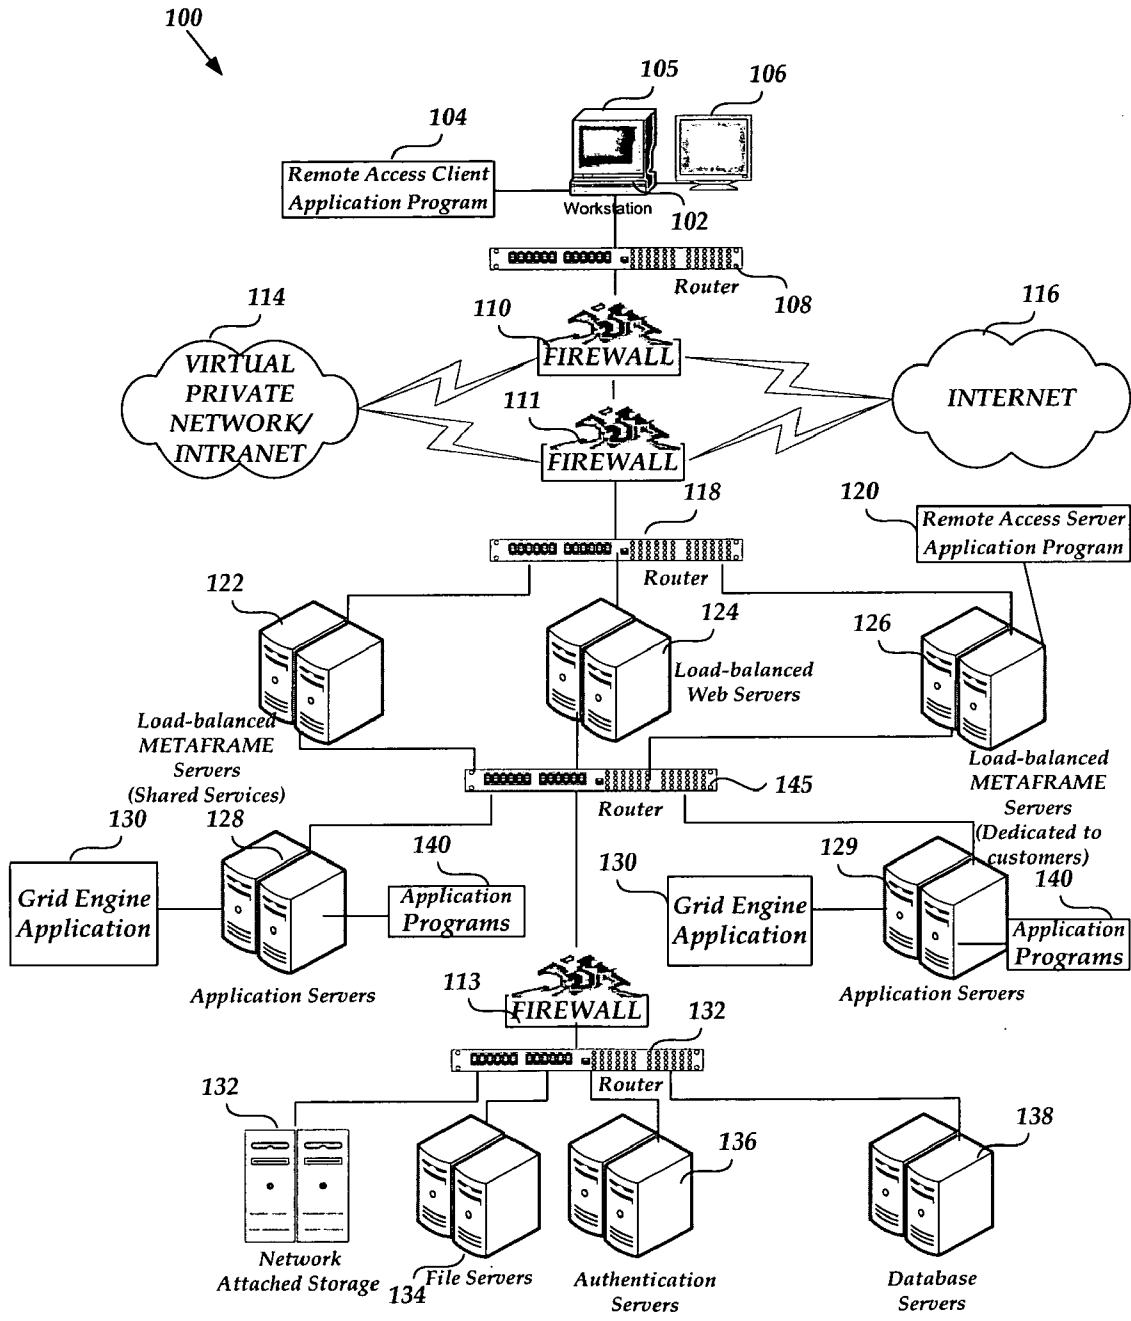 100
105
106
104
Remote Access Client
Application Program
Workstation
102
Router
108
114
110
116
VIRTUAL
PRIVATE
NETWORK/
INTRANET
FIREWALL
INTERNET
111
FIREWALL
118
120
Remote Access Server
Application Program
Router
122
124
126
Load-balanced
Web Servers
Load-balanced
METAFRAME
Servers
(Shared Services)
Load-balanced
METAFRAME
Servers
(Dedicated to
customers)
145
Router
130
128
140
Grid Engine
Application
Application
Programs
Application Servers
130
129
140
Grid Engine
Application
Application
Programs
Application Servers
113
FIREWALL
132
Router
132
136
138
Network
Attached Storage
134
File Servers
Authentication
Servers
Database
Servers